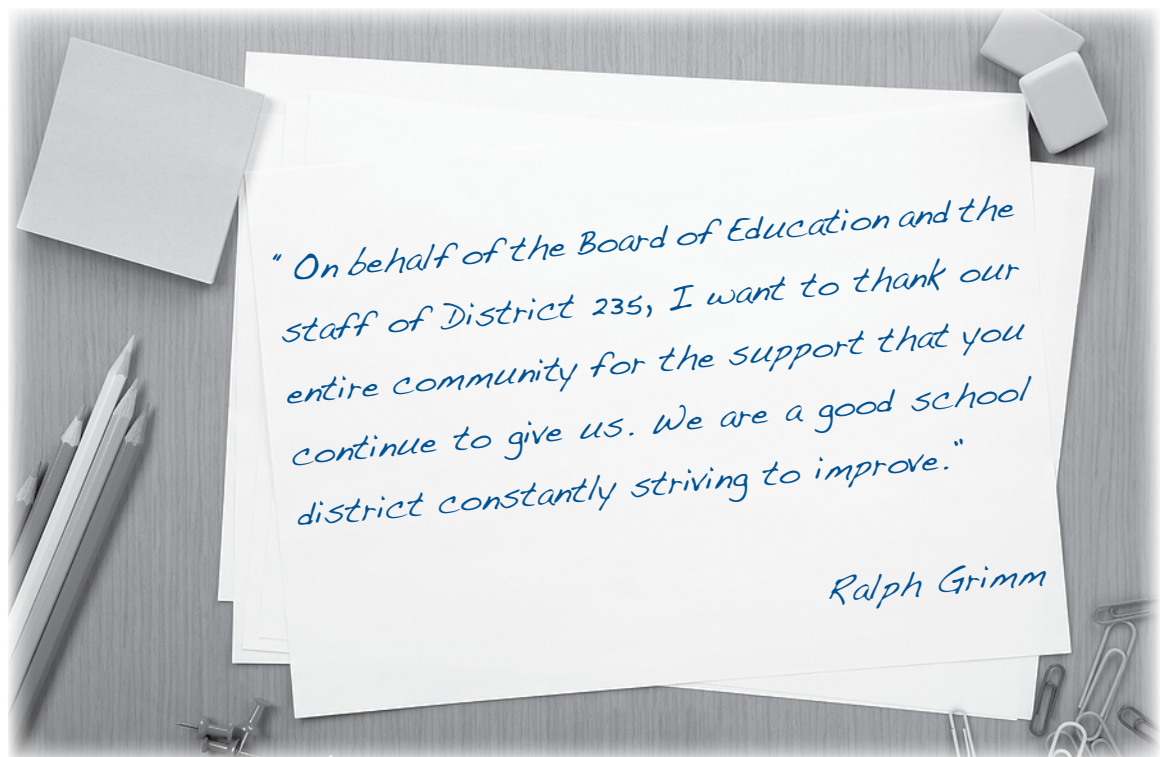 “ On behalf of the Board of Education and the
staff of District 235, I want to thank our
entire community for the support that you
continue to give us. We are a good school
district constantly striving to improve.”
Ralph Grimm